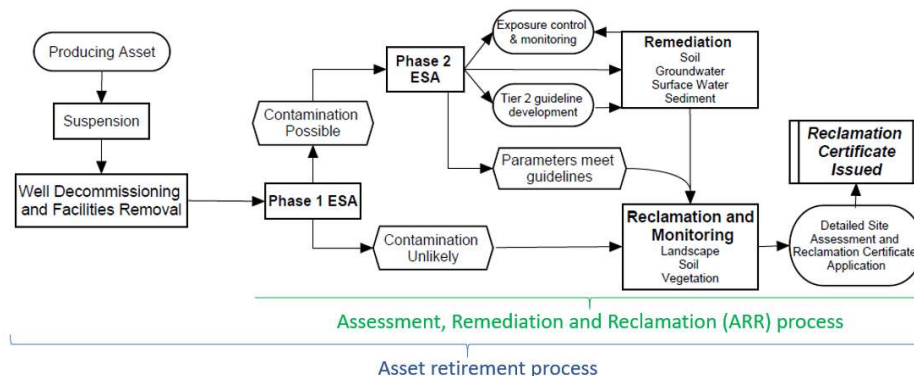 Producing Asset
Suspension
Well Decommissioning
and Facilities Removal
Contamination
Possible
Phase 1 ESA
Contamination
Unlikely
Phase 2
ESA
Exposure control
& monitoring
Tier 2 guideline
development
Parameters meet
guidelines
Remediation
Soil
Groundwater
Surface Water
Sediment
Reclamation and
Monitoring
Landscape
Soil
Vegetation
Reclamation
Certificate
Issued
Detailed Site
Assessment and
Reclamation Certificate
Application
Assessment, Remediation and Reclamation (ARR) process
Asset retirement process